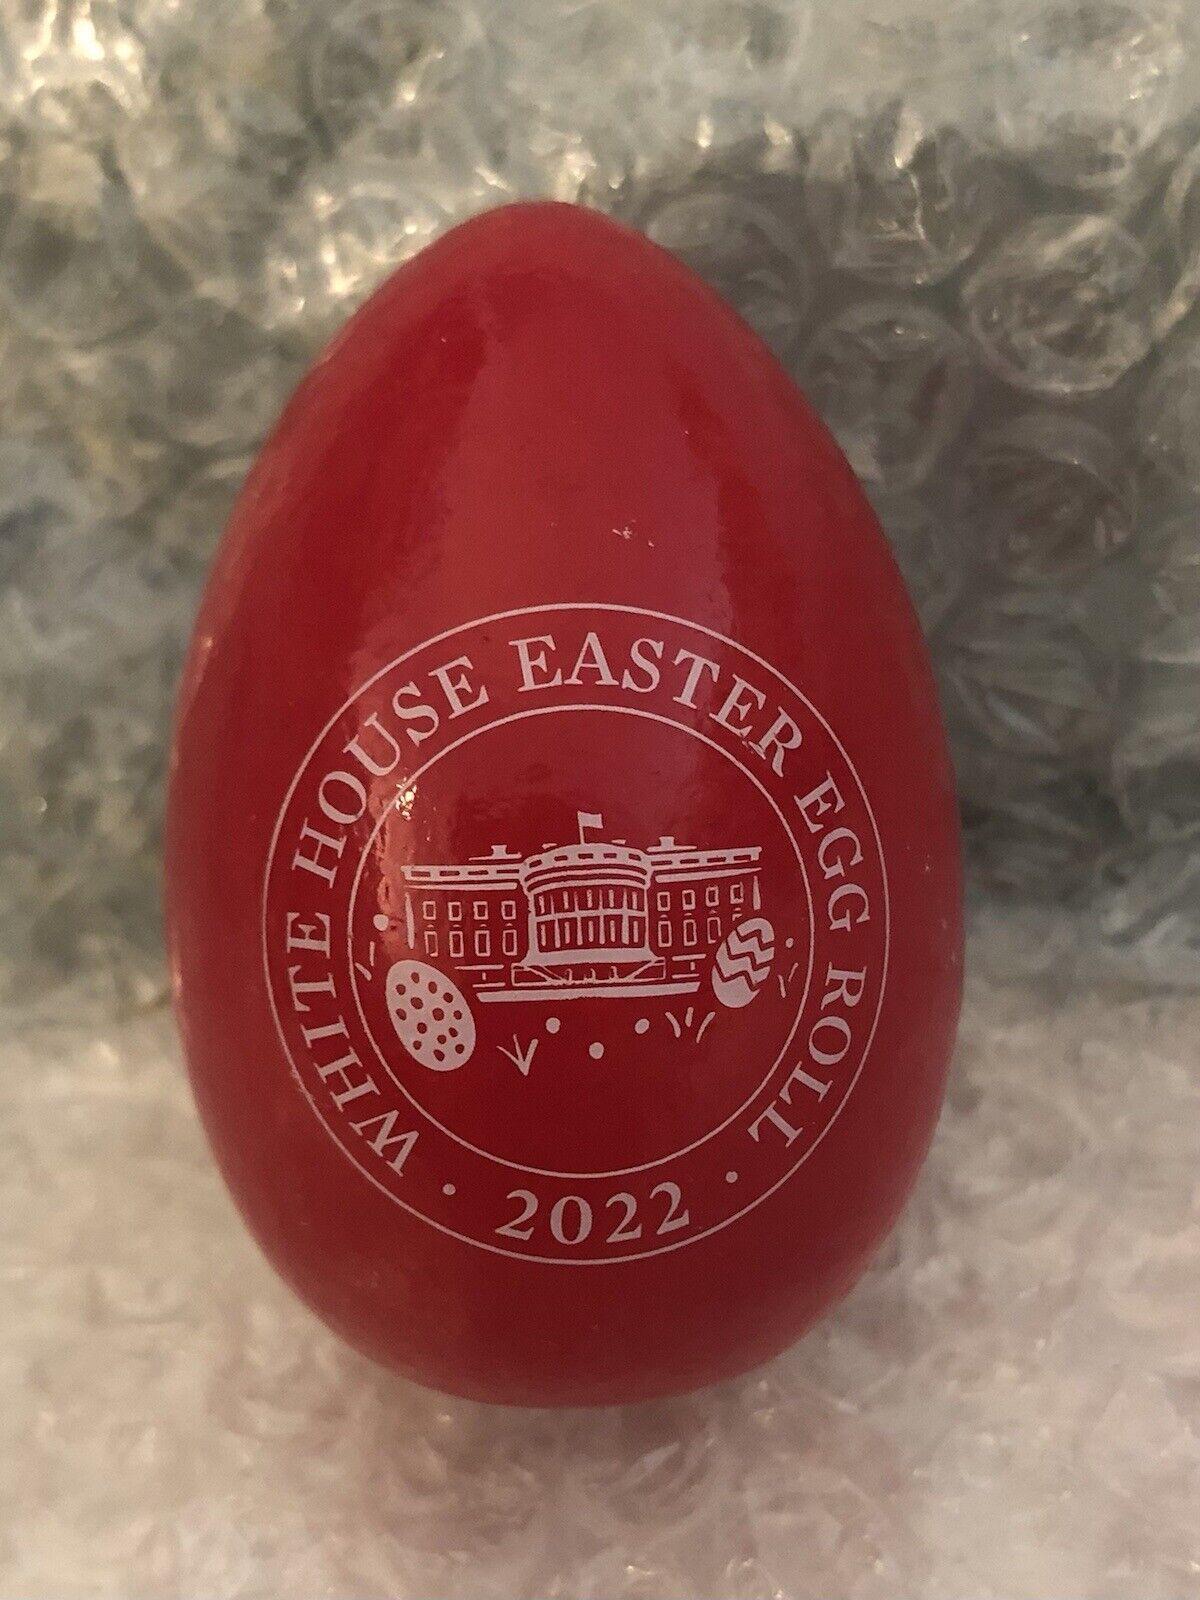 WHITE HOUSE EASTER EGG ROLL
· 2022 ·